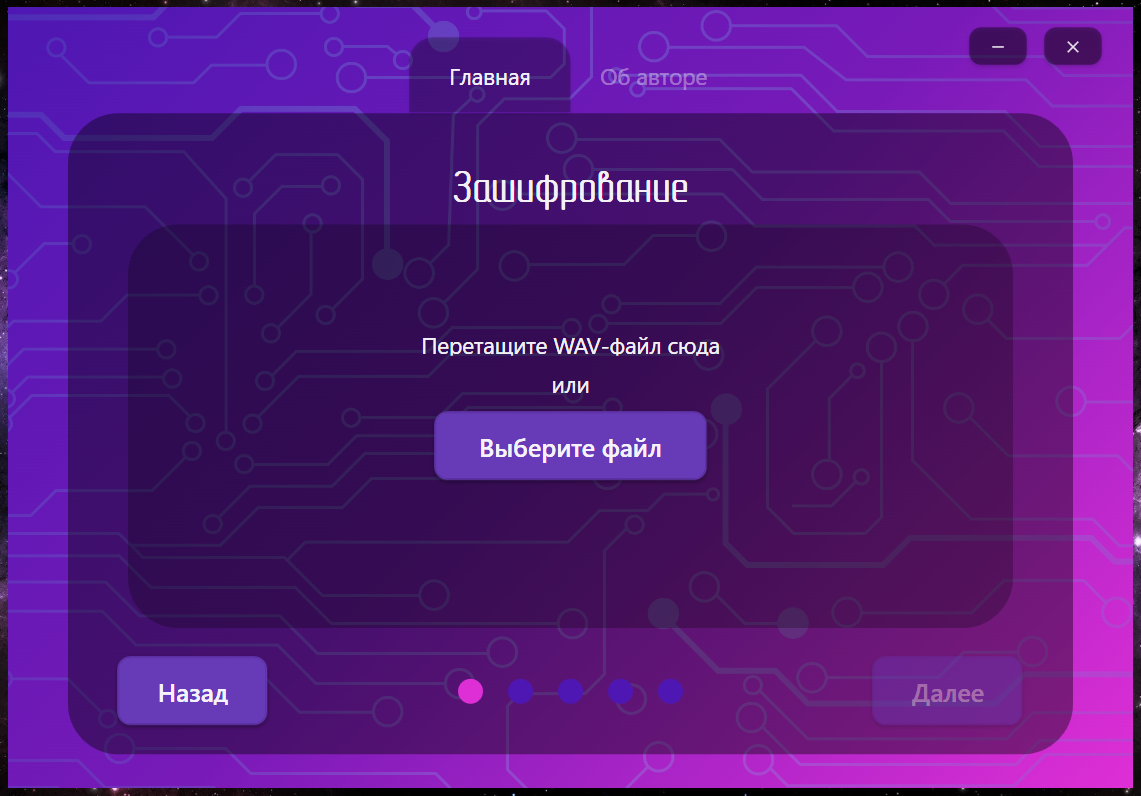 Главная
Об авторе
Зашифрование
Перетащите WAV-файл сюда
или
Выберите файл
Назад
Далее